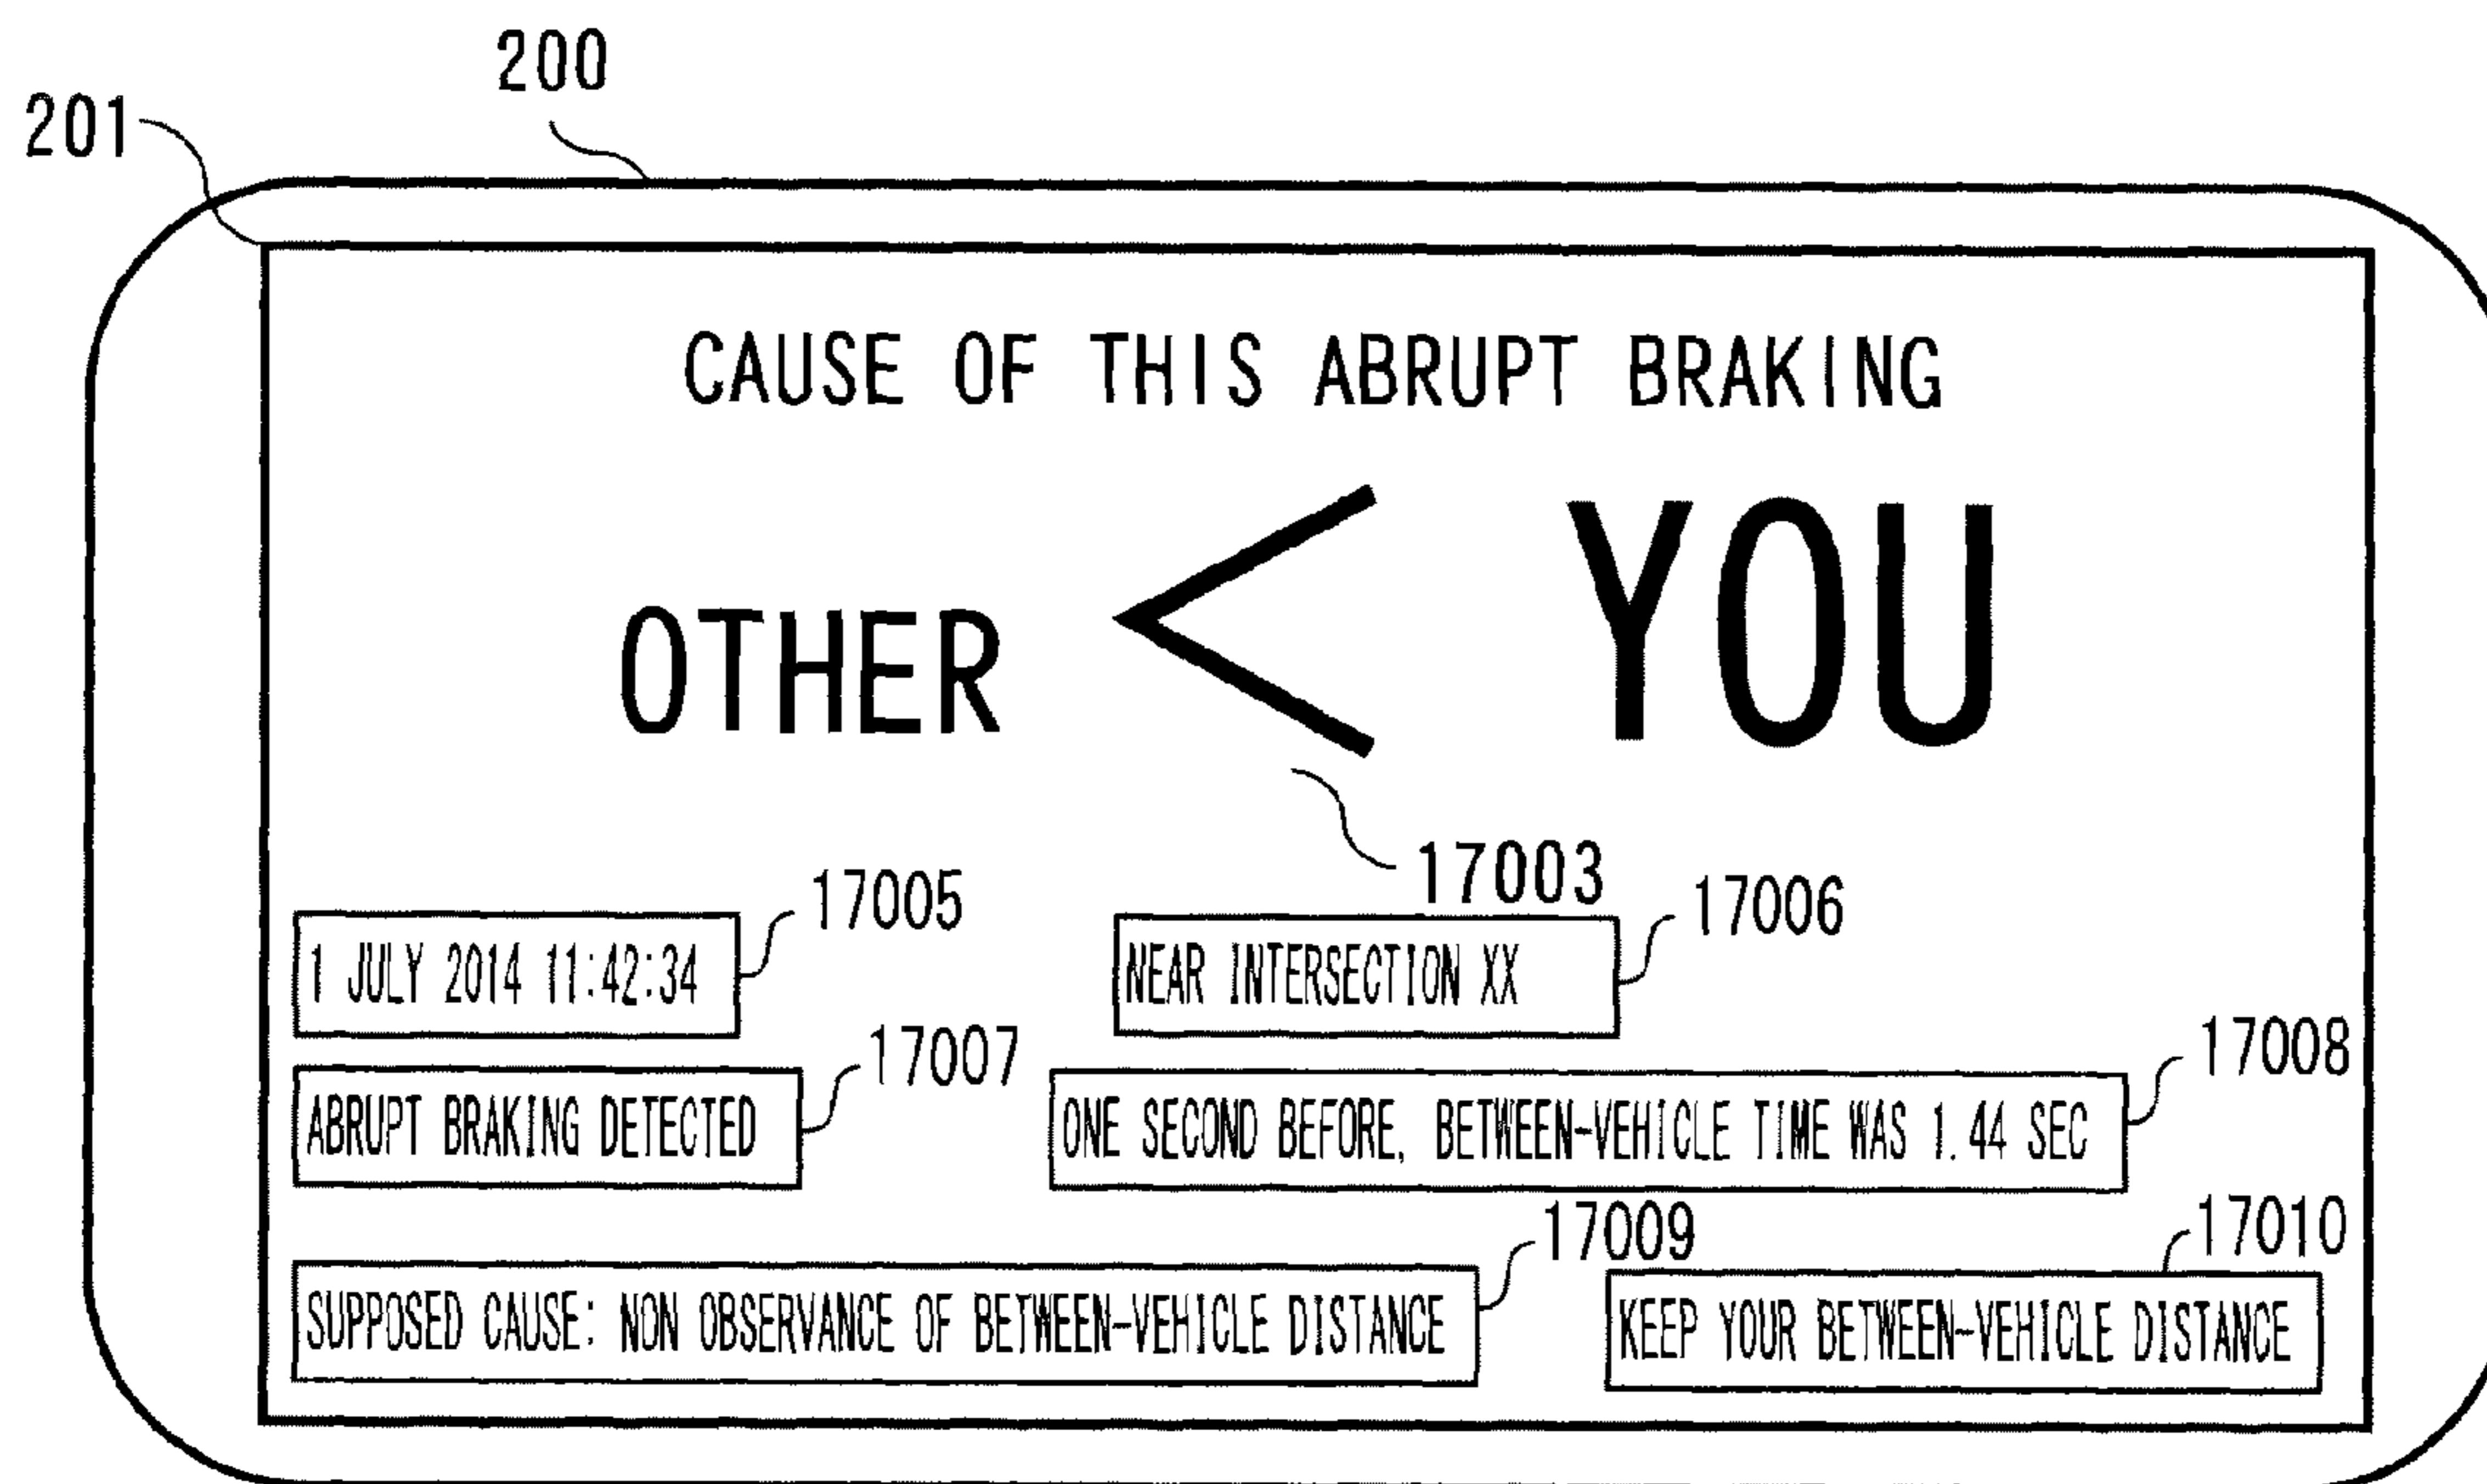 200
201
CAUSE OF THIS ABRUPT BRAKING
OTHER < YOU
17003
17005
17006
1 JULY 2014 11:42:34
NEAR INTERSECTION XX
17007
17008
ABRUPT BRAKING DETECTED
ONE SECOND BEFORE, BETWEEN-VEHICLE TIME WAS 1.44 SEC
17009
17010
SUPPOSED CAUSE: NON OBSERVANCE OF BETWEEN-VEHICLE DISTANCE
KEEP YOUR BETWEEN-VEHICLE DISTANCE